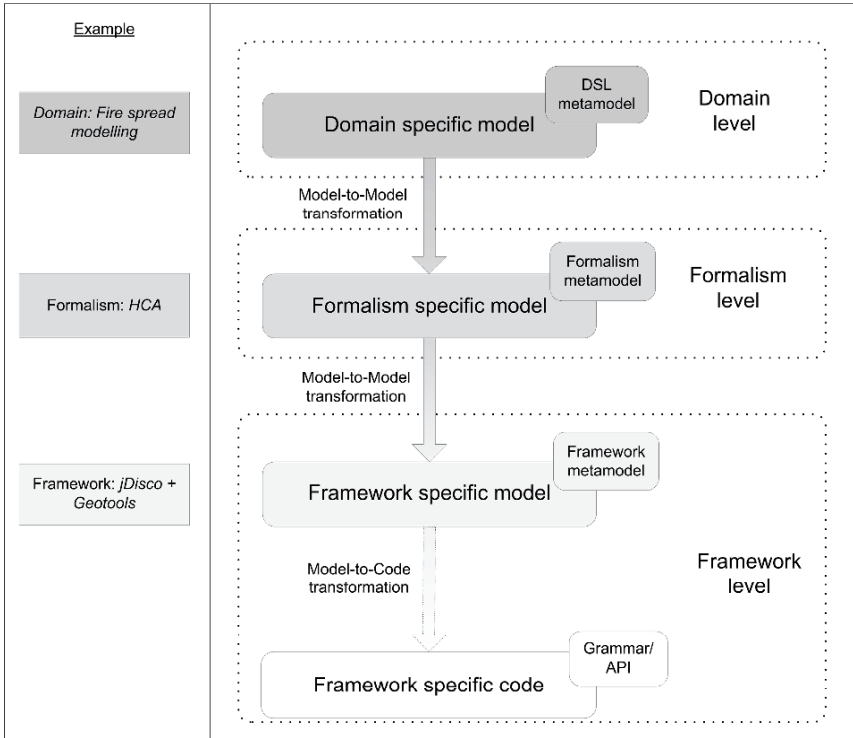 Example
Domain: Fire spread
modelling
Formalism: HCA
Framework: jDisco +
Geotools
DSL
metamodel
Domain specific model
Domain
level
Model-to-Model
transformation
Formalism
metamodel
Formalism specific model
Formalism
level
Model-to-Model
transformation
Framework
metamodel
Framework specific model
Model-to-Code
transformation
Framework
level
Grammar/
API
Framework specific code